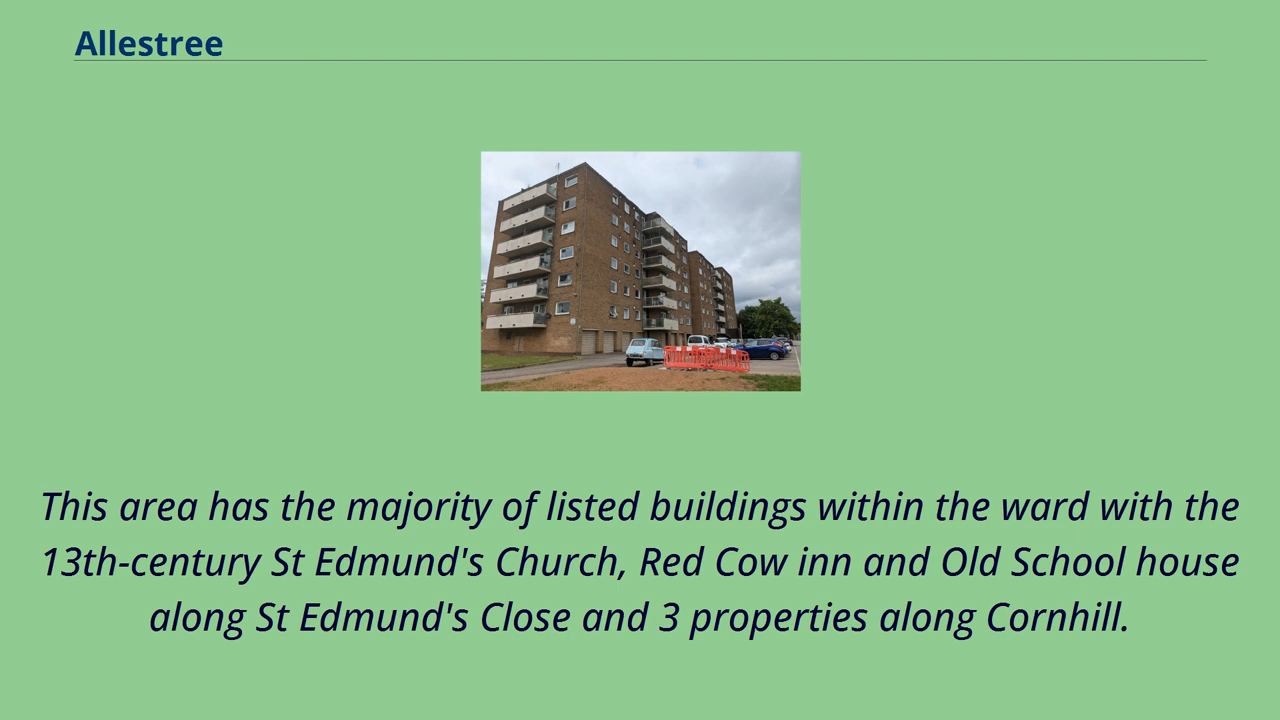 Allestree
This area has the majority of listed buildings within the ward with the
13th-century St Edmund's Church, Red Cow inn and Old School house
along St Edmund's Close and 3 properties along Cornhill.